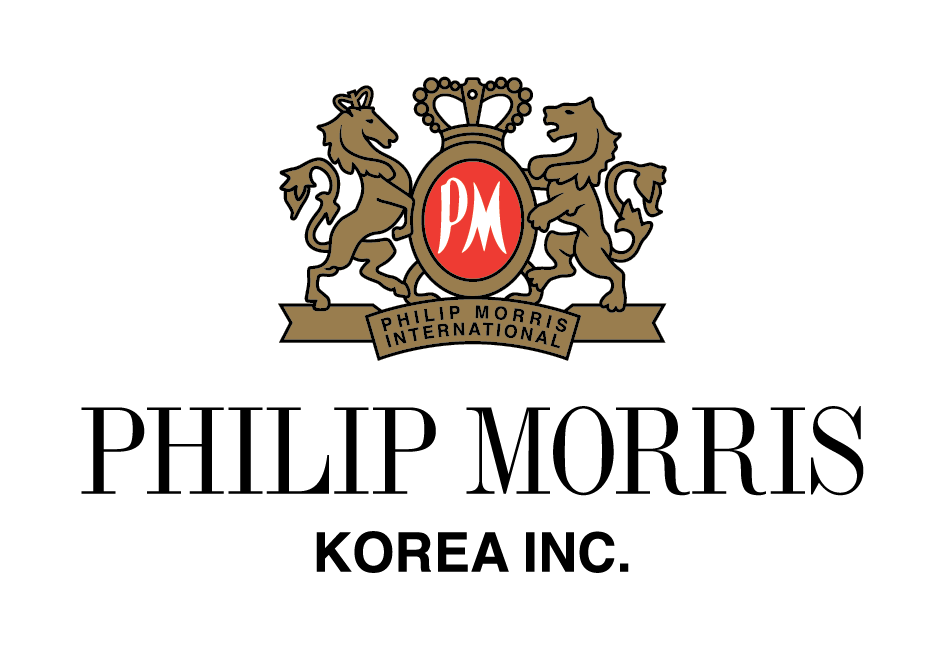 PM
PHILIP MORRIS
INTERNATIONAL
PHILIP MORRIS
KOREA INC.